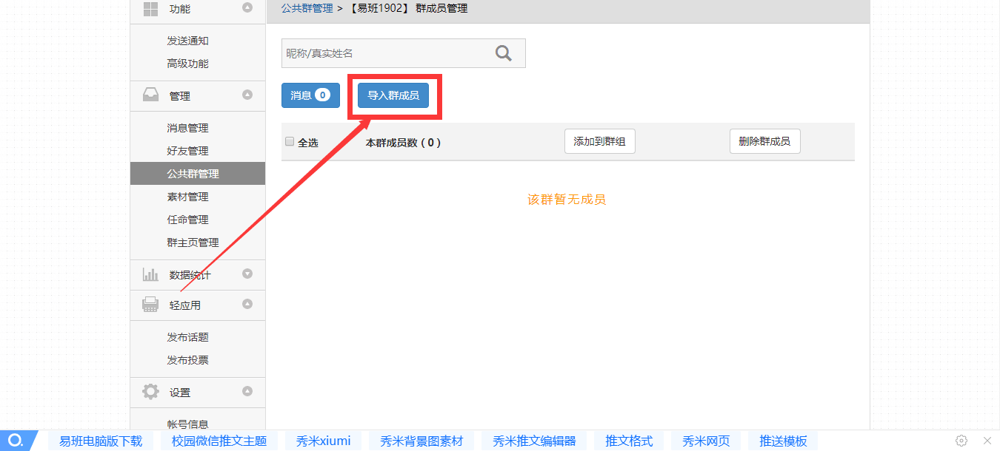 功能
发送通知
高级功能
管理
消息管理
好友管理
公共群管理
素材管理
任命管理
群主页管理
数据统计
轻应用
发布话题
发布投票
设置
帐号信息
公共群管理 > 【易班1902】 群成员管理
昵称/真实姓名
消息 0 导入群成员
全选 本群成员数 ( 0 ) 添加到群组 删除群成员
该群暂无成员
易班电脑版下载 校园微信推文主题 秀米xiumi 秀米背景图素材 秀米推文编辑器 推文格式 秀米网页 推送模板